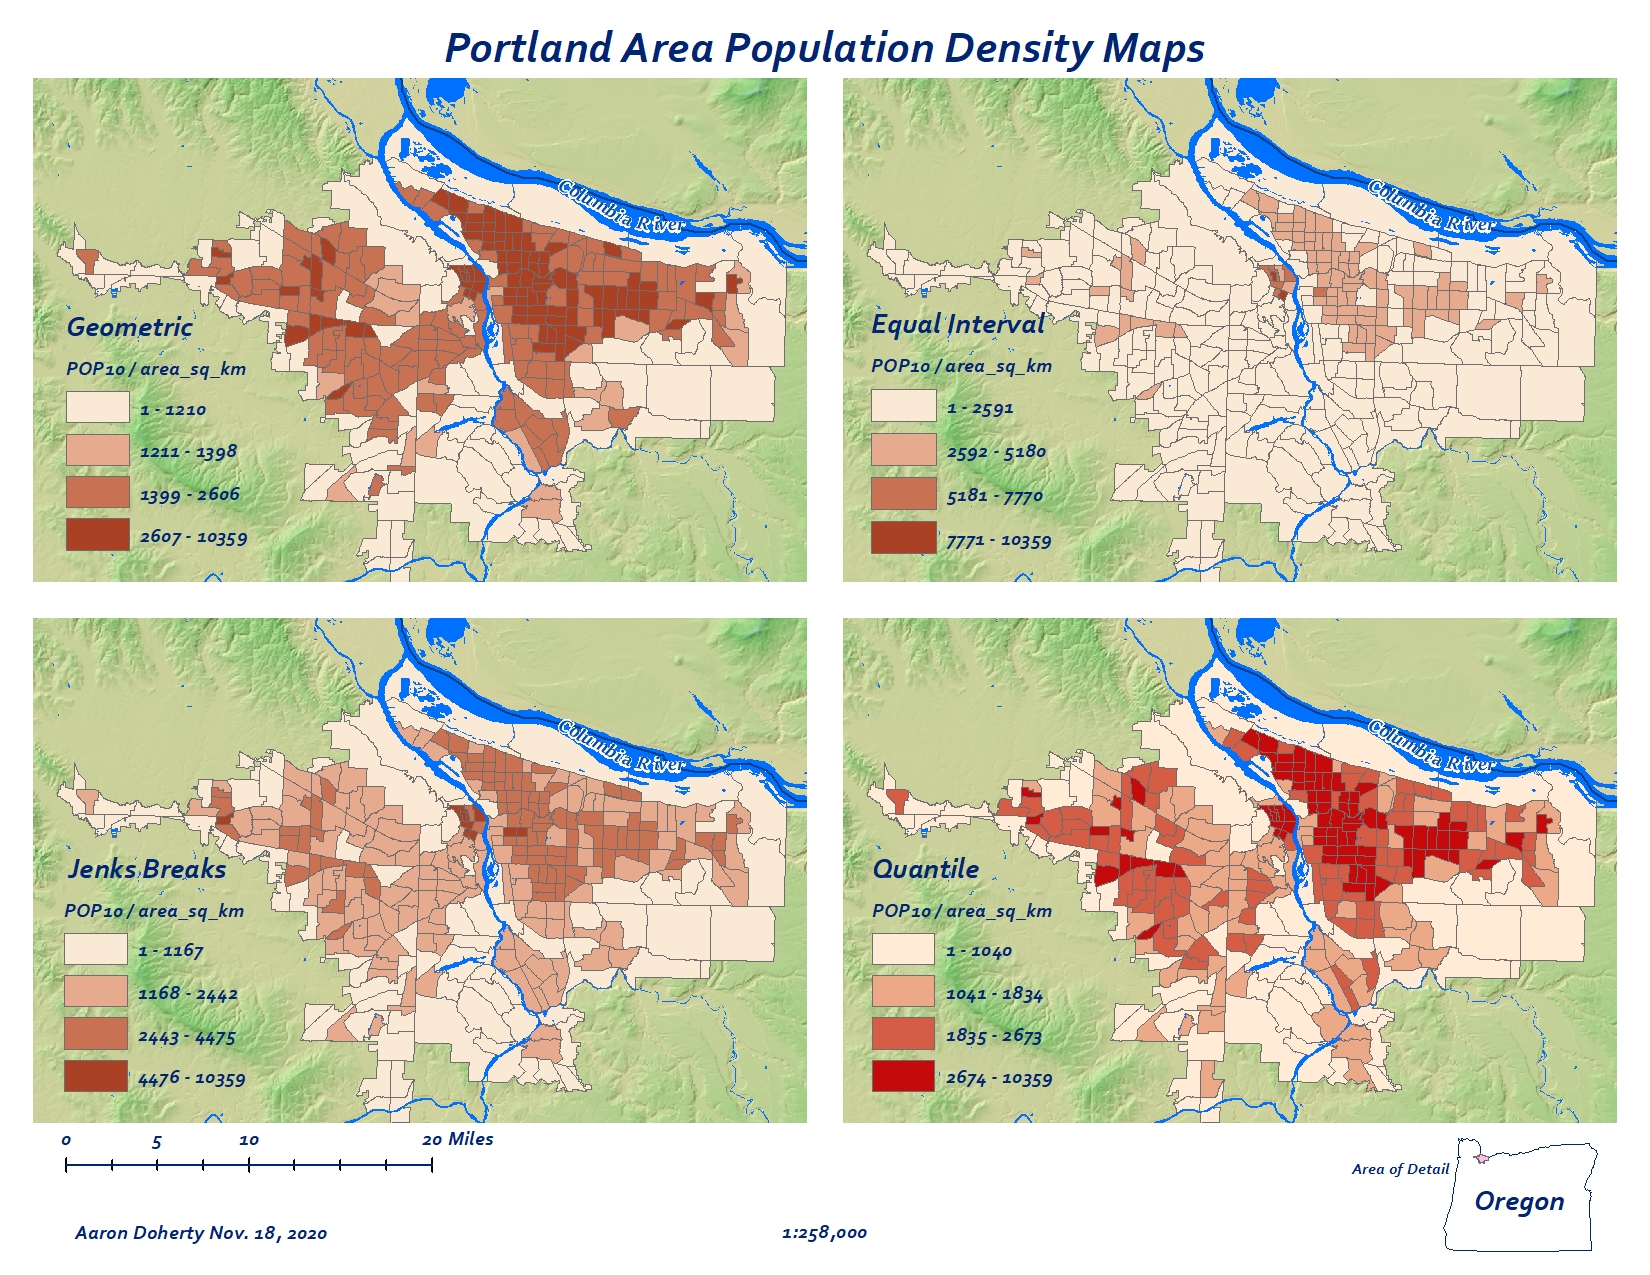 Portland Area Population Density Maps
Columbia River
Geometric
POP10 / area_sq_km
1 - 1210
1211 - 1398
1399 - 2606
2607 - 10359
Columbia River
Equal Interval
POP10 / area_sq_km
1 - 2591
2592 - 5180
5181 - 7770
7771 - 10359
Columbia River
Jenks Breaks
POP10 / area_sq_km
1 - 1167
1168 - 2442
2443 - 4475
4476 - 10359
Columbia River
Quantile
POP10 / area_sq_km
1 - 1040
1041 - 1834
1835 - 2673
2674 - 10359
0 5 10 20 Miles
Area of Detail
Oregon
Aaron Doherty Nov. 18, 2020
1:258,000